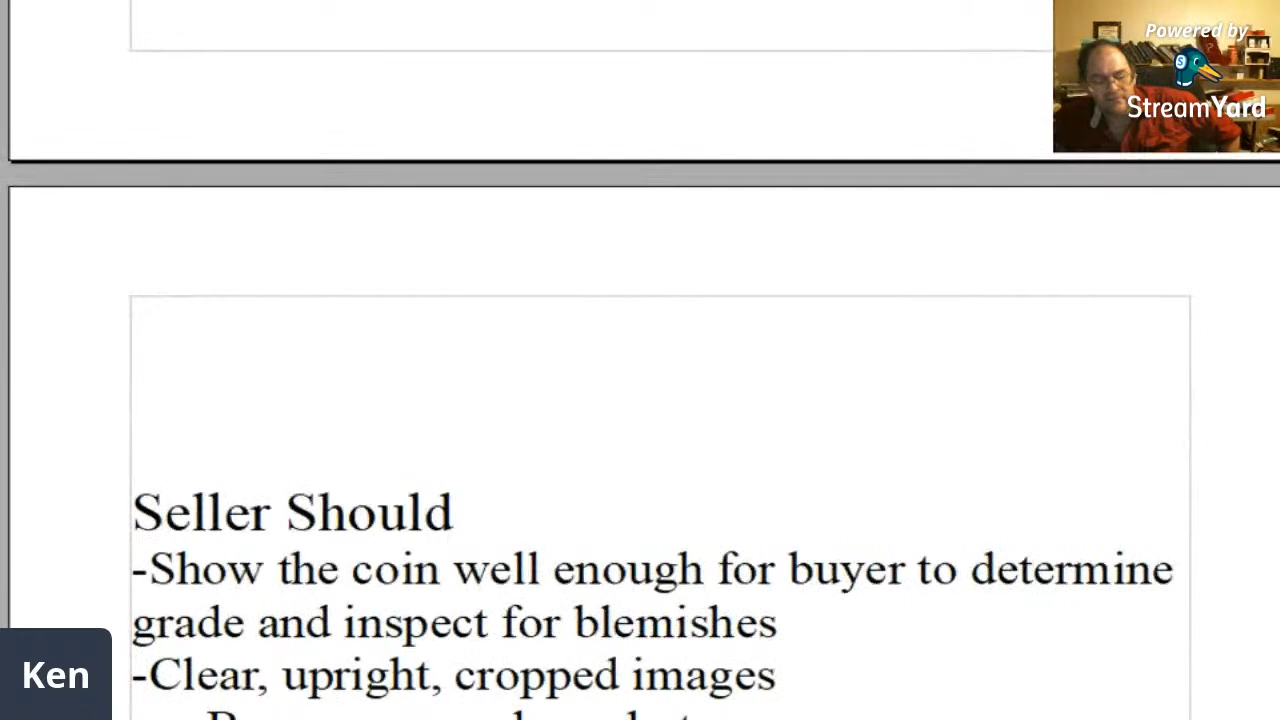 Powered by
StreamYard
Seller Should
-Show the coin well enough for buyer to determine
grade and inspect for blemishes
-Clear, upright, cropped images
Ken